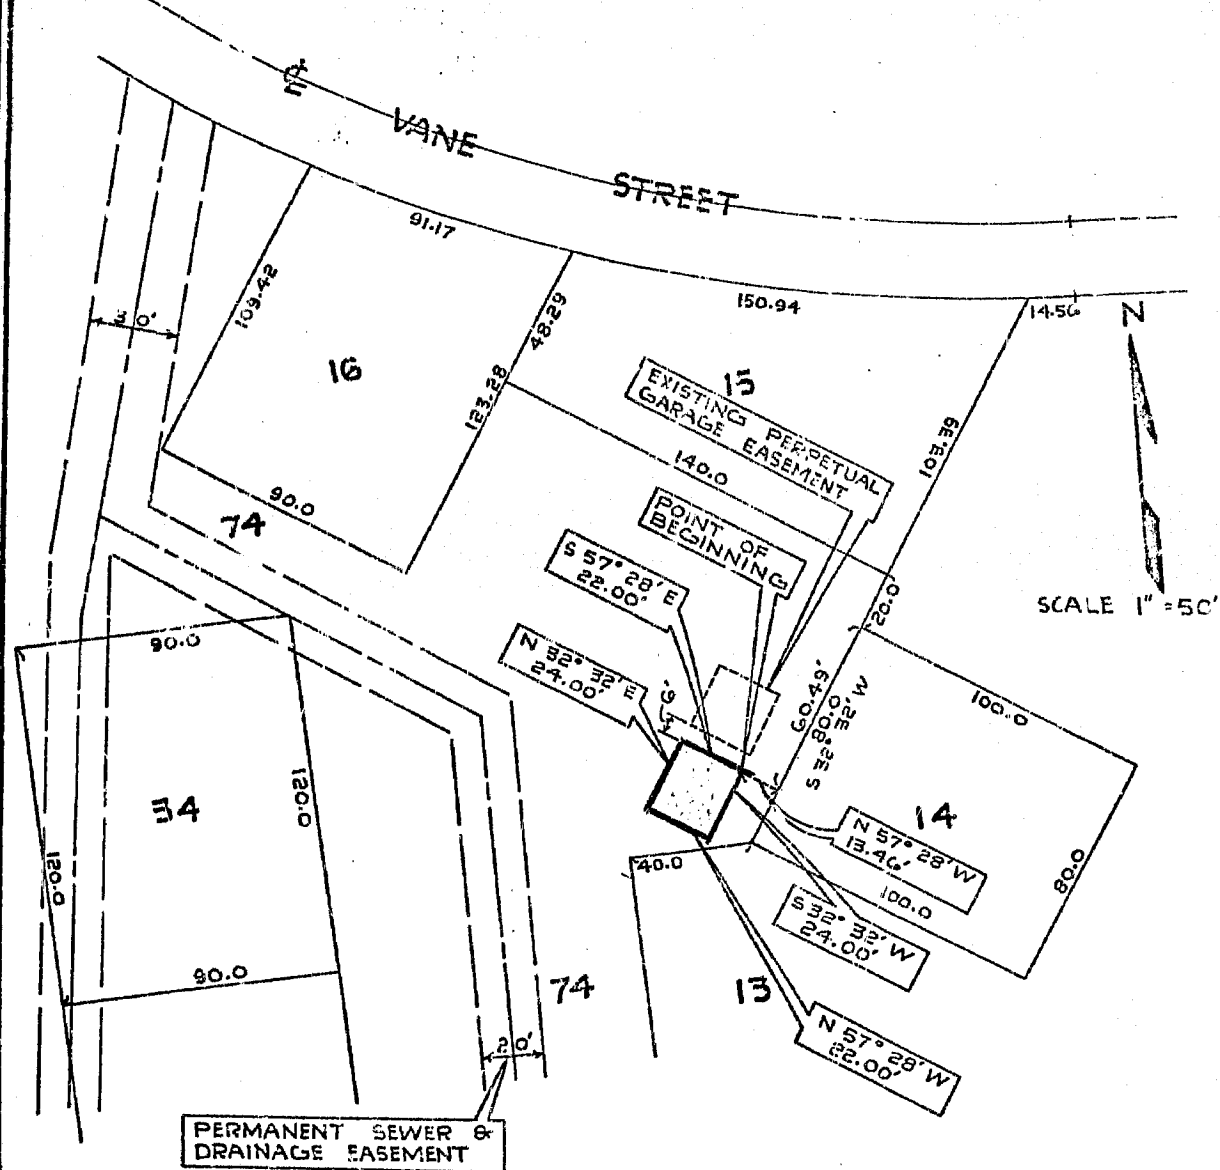 ℄
VANE STREET
91.17
150.94
14.56
N
SCALE 1" = 50'
30'
109.42
16
48.29
123.28
15
EXISTING PERPETUAL
GARAGE EASEMENT
103.39
140.0
90.0
74
POINT OF
BEGINNING
S 57° 28' E
22.00'
20.0
N 32° 32' E
24.00'
90.0
100.0
60.49'
80.0
S 32° 32' W
34
120.0
120.0
14
N 57° 28' W
13.46'
80.0
40.0
100.0
S 32° 32' W
24.00'
90.0
74
13
N 57° 28' W
22.00'
20'
PERMANENT SEWER &
DRAINAGE EASEMENT